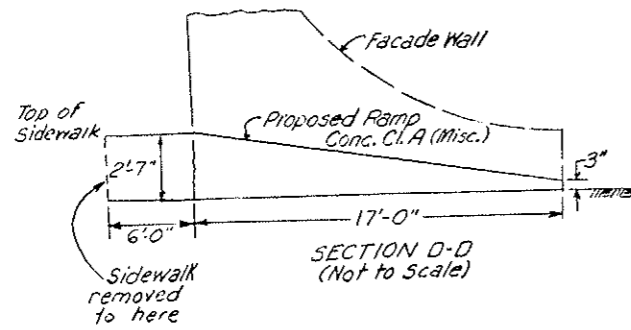 Facade Wall
Top of
sidewalk
Proposed Ramp
Conc. Cl. A (Misc.)
3"
2'-7"
17'-0"
6'-0"
SECTION D-D
(Not to Scale)
Sidewalk
removed
to here